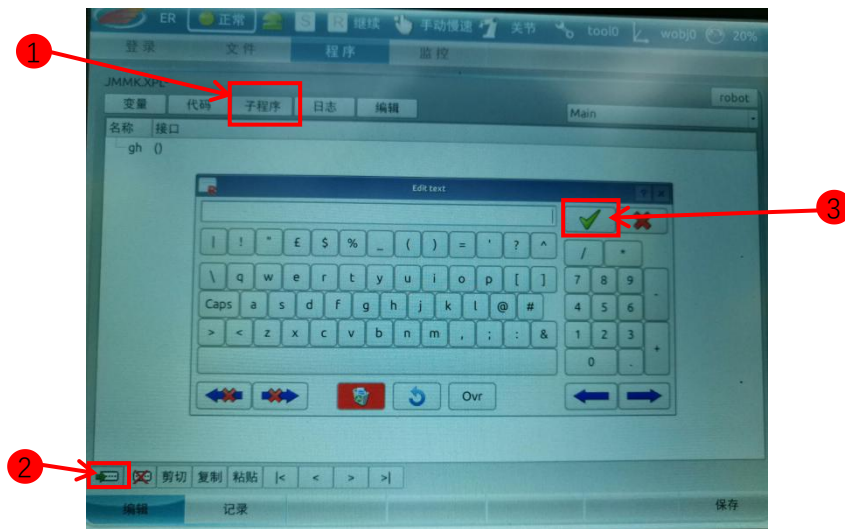 ER 正常 S R 继续 手动慢速 关节 tool0 wobj0 20%
登录 文件 程序 监控
1
JMMK.XPL
robot
变量 代码 子程序 日志 编辑
Main
名称 接口
gh ()
Edit text
3
| ! " £ $ % _ ( ) = ' ? ^
/ *
\ q w e r t y u i o p [ ]
7 8 9 -
Caps a s d f g h j k l @ #
4 5 6
> < z x c v b n m , ; : &
1 2 3 +
0 .
Ovr
2
剪切 复制 粘贴 |< < > >|
编辑 记录 保存